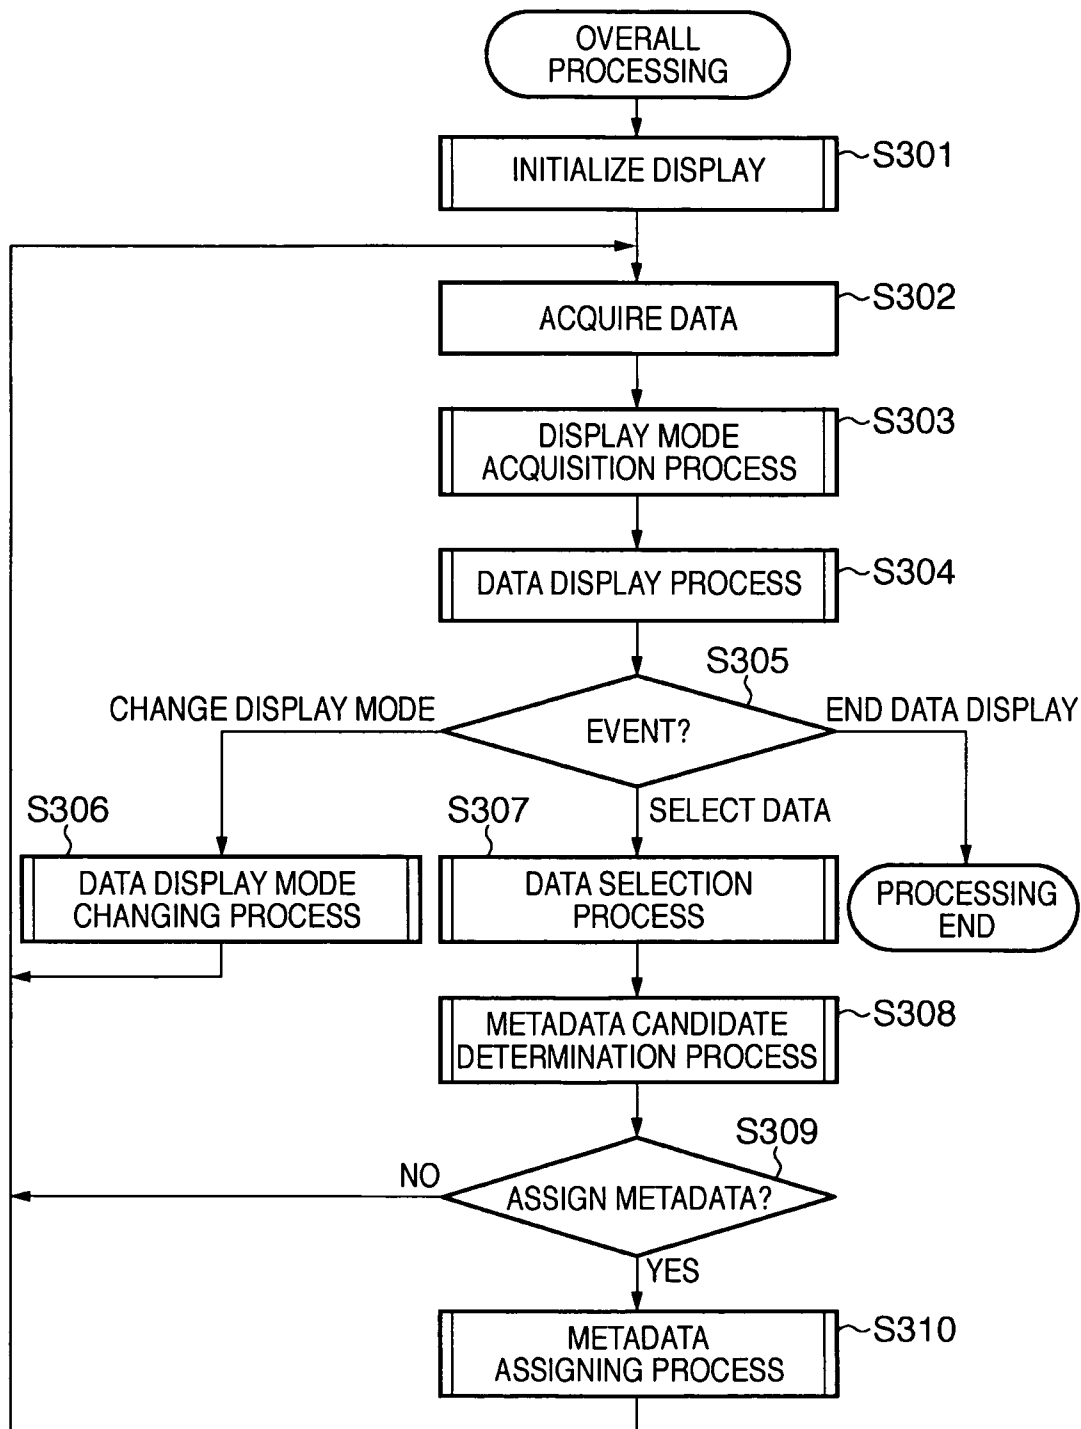 OVERALL
PROCESSING
INITIALIZE DISPLAY
S301
ACQUIRE DATA
S302
DISPLAY MODE
ACQUISITION PROCESS
S303
DATA DISPLAY PROCESS
S304
S305
CHANGE DISPLAY MODE
EVENT?
END DATA DISPLAY
SELECT DATA
S306
DATA DISPLAY MODE
CHANGING PROCESS
S307
DATA SELECTION
PROCESS
PROCESSING
END
METADATA CANDIDATE
DETERMINATION PROCESS
S308
S309
NO
ASSIGN METADATA?
YES
METADATA
ASSIGNING PROCESS
S310